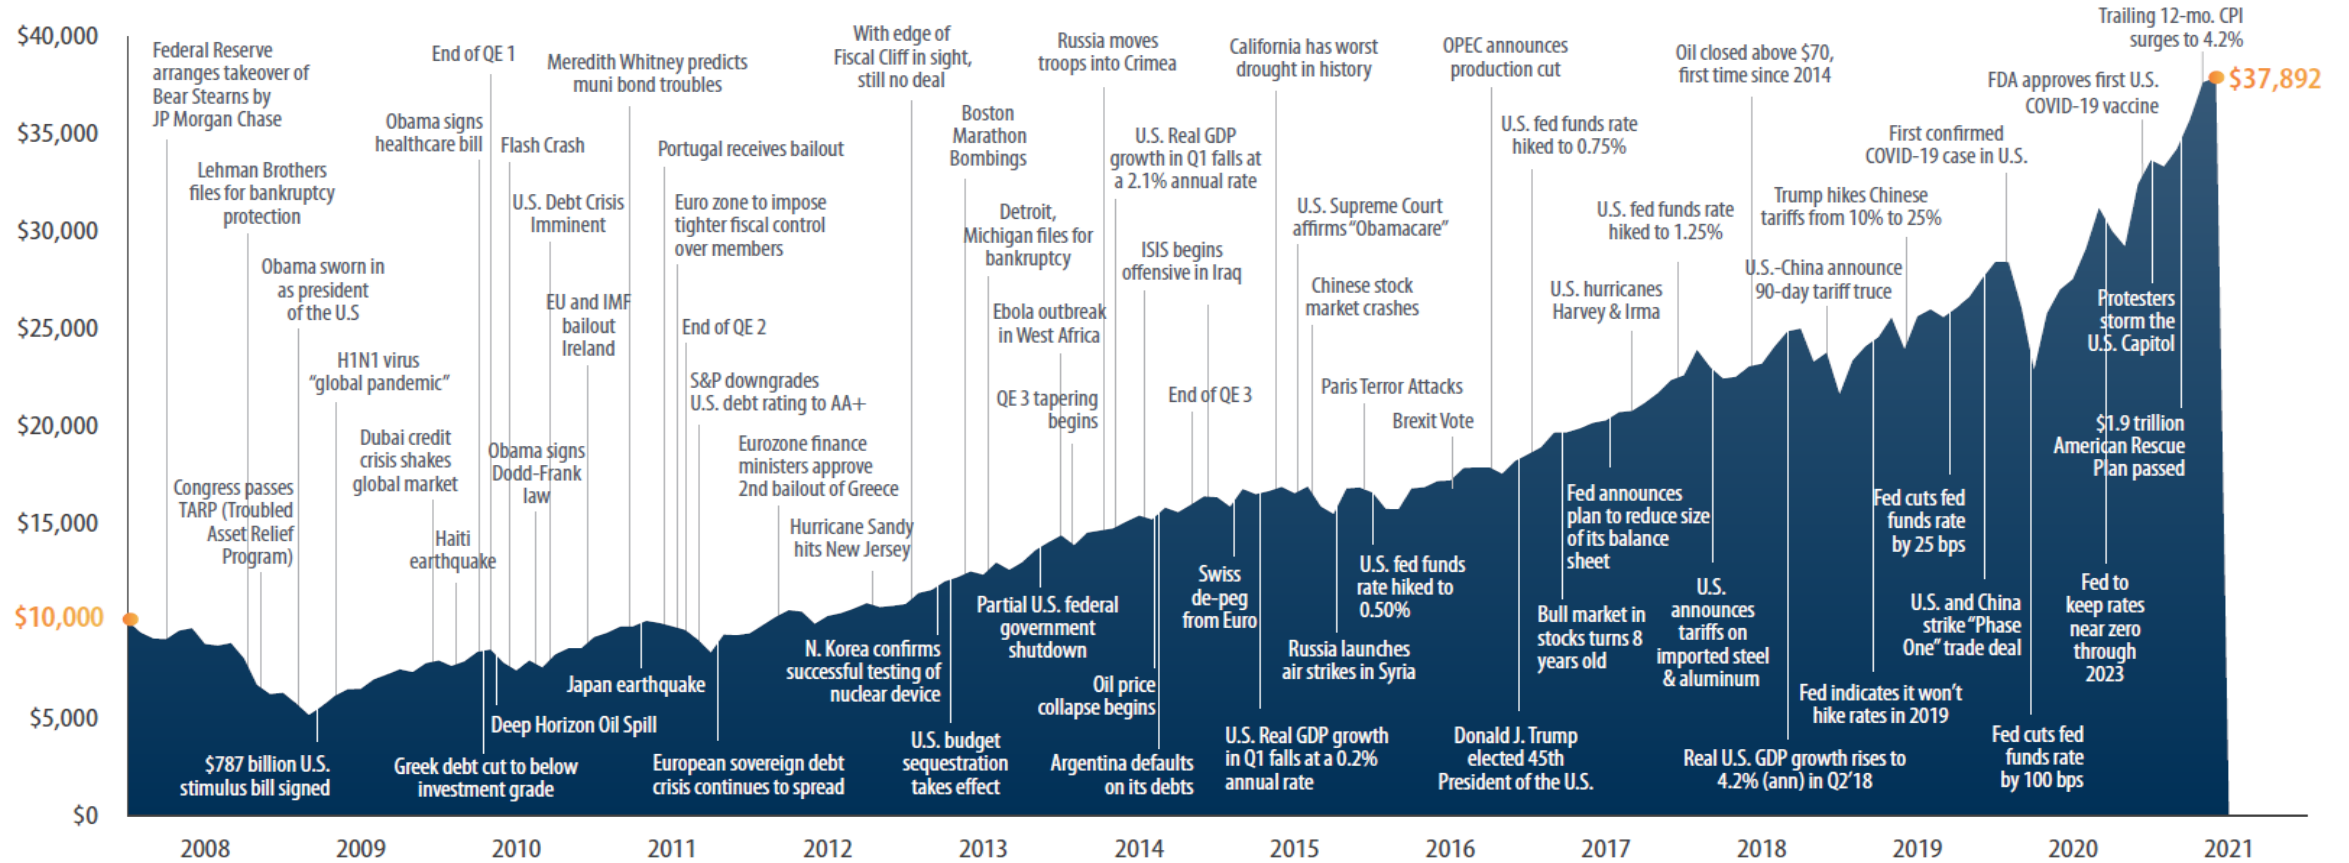 $40,000
$35,000
$30,000
$25,000
$20,000
$15,000
$10,000
$5,000
$0
Federal Reserve
arranges takeover of
Bear Stearns by
JP Morgan Chase
Lehman Brothers
files for bankruptcy
protection
Obama sworn in
as president
of the U.S
H1N1 virus
“global pandemic”
Dubai credit
crisis shakes
global market
Congress passes
TARP (Troubled
Asset Relief
Program)
Haiti
earthquake
$787 billion U.S.
stimulus bill signed
End of QE 1
Obama signs
healthcare bill
Flash Crash
U.S. Debt Crisis
Imminent
EU and IMF
bailout
Ireland
Obama signs
Dodd-Frank
law
Greek debt cut to below
investment grade
Deep Horizon Oil Spill
Japan earthquake
Meredith Whitney predicts
muni bond troubles
Portugal receives bailout
Euro zone to impose
tighter fiscal control
over members
End of QE 2
S&P downgrades
U.S. debt rating to AA+
Eurozone finance
ministers approve
2nd bailout of Greece
Hurricane Sandy
hits New Jersey
European sovereign debt
crisis continues to spread
With edge of
Fiscal Cliff in sight,
still no deal
Boston
Marathon
Bombings
Detroit,
Michigan files for
bankruptcy
Ebola outbreak
in West Africa
QE 3 tapering
begins
N. Korea confirms
successful testing of
nuclear device
U.S. budget
sequestration
takes effect
Partial U.S. federal
government
shutdown
Oil price
collapse begins
Argentina defaults
on its debts
Russia moves
troops into Crimea
U.S. Real GDP
growth in Q1 falls at
a 2.1% annual rate
ISIS begins
offensive in Iraq
End of QE 3
Swiss
de-peg
from Euro
U.S. Real GDP growth
in Q1 falls at a 0.2%
annual rate
California has worst
drought in history
U.S. Supreme Court
affirms “Obamacare”
Chinese stock
market crashes
Paris Terror Attacks
Brexit Vote
U.S. fed funds
rate hiked to
0.50%
Russia launches
air strikes in Syria
OPEC announces
production cut
U.S. fed funds rate
hiked to 0.75%
U.S. hurricanes
Harvey & Irma
U.S. fed funds rate
hiked to 1.25%
Fed announces
plan to reduce size
of its balance
sheet
Bull market in
stocks turns 8
years old
Donald J. Trump
elected 45th
President of the U.S.
U.S.
announces
tariffs on
imported steel
& aluminum
Real U.S. GDP growth rises to
4.2% (ann) in Q2’18
Oil closed above $70,
first time since 2014
Trump hikes Chinese
tariffs from 10% to 25%
U.S.-China announce
90-day tariff truce
First confirmed
COVID-19 case in U.S.
FDA approves first U.S.
COVID-19 vaccine
Trailing 12-mo. CPI
surges to 4.2%
$37,892
Protesters
storm the
U.S. Capitol
$1.9 trillion
American Rescue
Plan passed
Fed cuts fed
funds rate
by 25 bps
U.S. and China
strike “Phase
One” trade deal
Fed indicates it won’t
hike rates in 2019
Fed to
keep rates
near zero
through
2023
Fed cuts fed
funds rate
by 100 bps
2008 2009 2010 2011 2012 2013 2014 2015 2016 2017 2018 2019 2020 2021